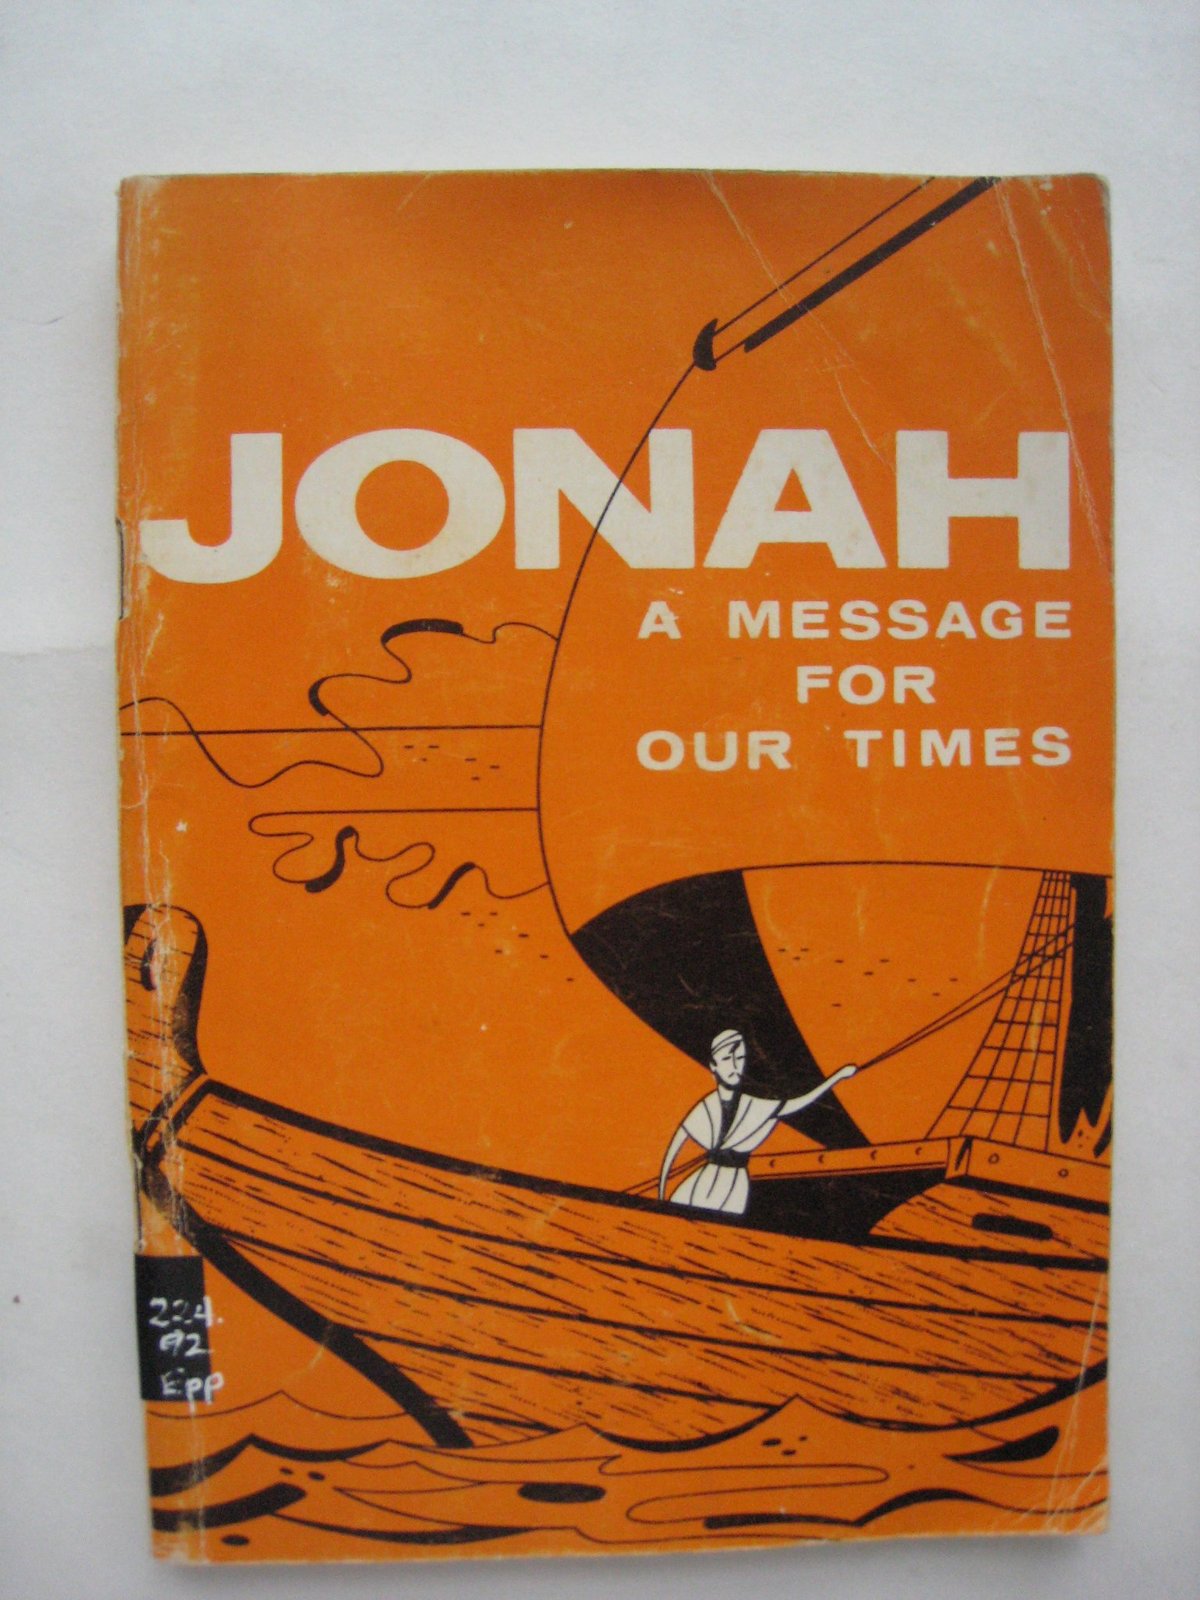 JONAH
A MESSAGE
FOR
OUR TIMES
224.
92
Epp